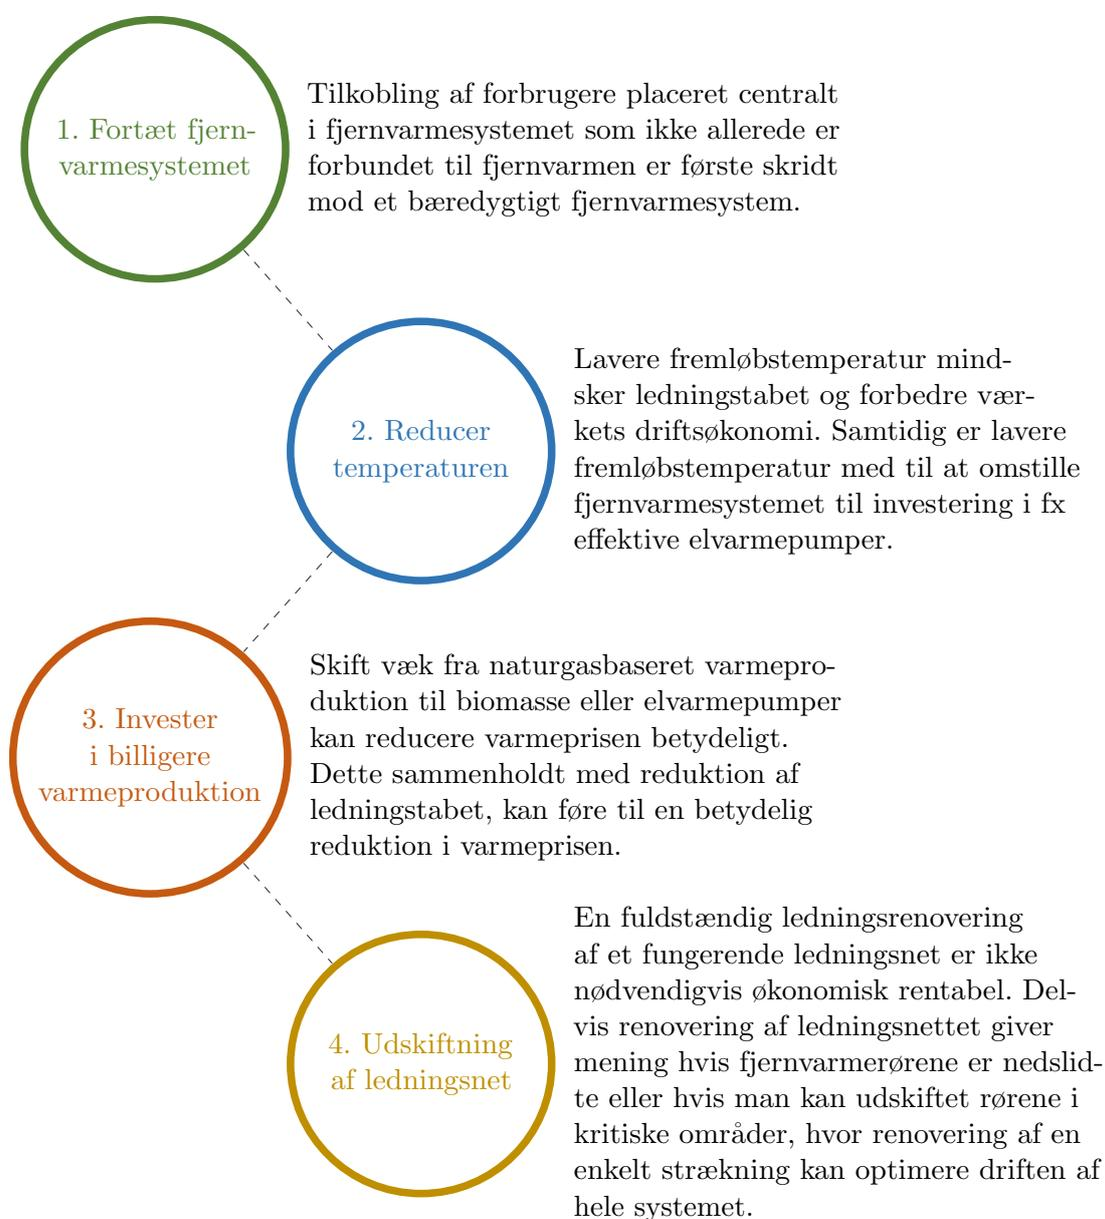 1. Fortæt fjern-
varmesystemet
Tilkobling af forbrugere placeret centralt
i fjernvarmesystemet som ikke allerede er
forbundet til fjernvarmen er første skridt
mod et bæredygtigt fjernvarmesystem.
2. Reducer
temperaturen
Lavere fremløbstemperatur mind-
sker ledningstabet og forbedre vær-
kets driftsøkonomi. Samtidig er lavere
fremløbstemperatur med til at omstille
fjernvarmesystemet til investering i fx
effektive elvarmepumper.
3. Invester
i billigere
varmeproduktion
Skift væk fra naturgasbaseret varmepro-
duktion til biomasse eller elvarmepumper
kan reducere varmeprisen betydeligt.
Dette sammenholdt med reduktion af
ledningstabet, kan føre til en betydelig
reduktion i varmeprisen.
4. Udskiftning
af ledningsnet
En fuldstændig ledningsrenovering
af et fungerende ledningsnet er ikke
nødvendigvis økonomisk rentabel. Del-
vis renovering af ledningsnettet giver
mening hvis fjernvarmerørene er nedslid-
te eller hvis man kan udskiftet rørene i
kritiske områder, hvor renovering af en
enkelt strækning kan optimere driften af
hele systemet.